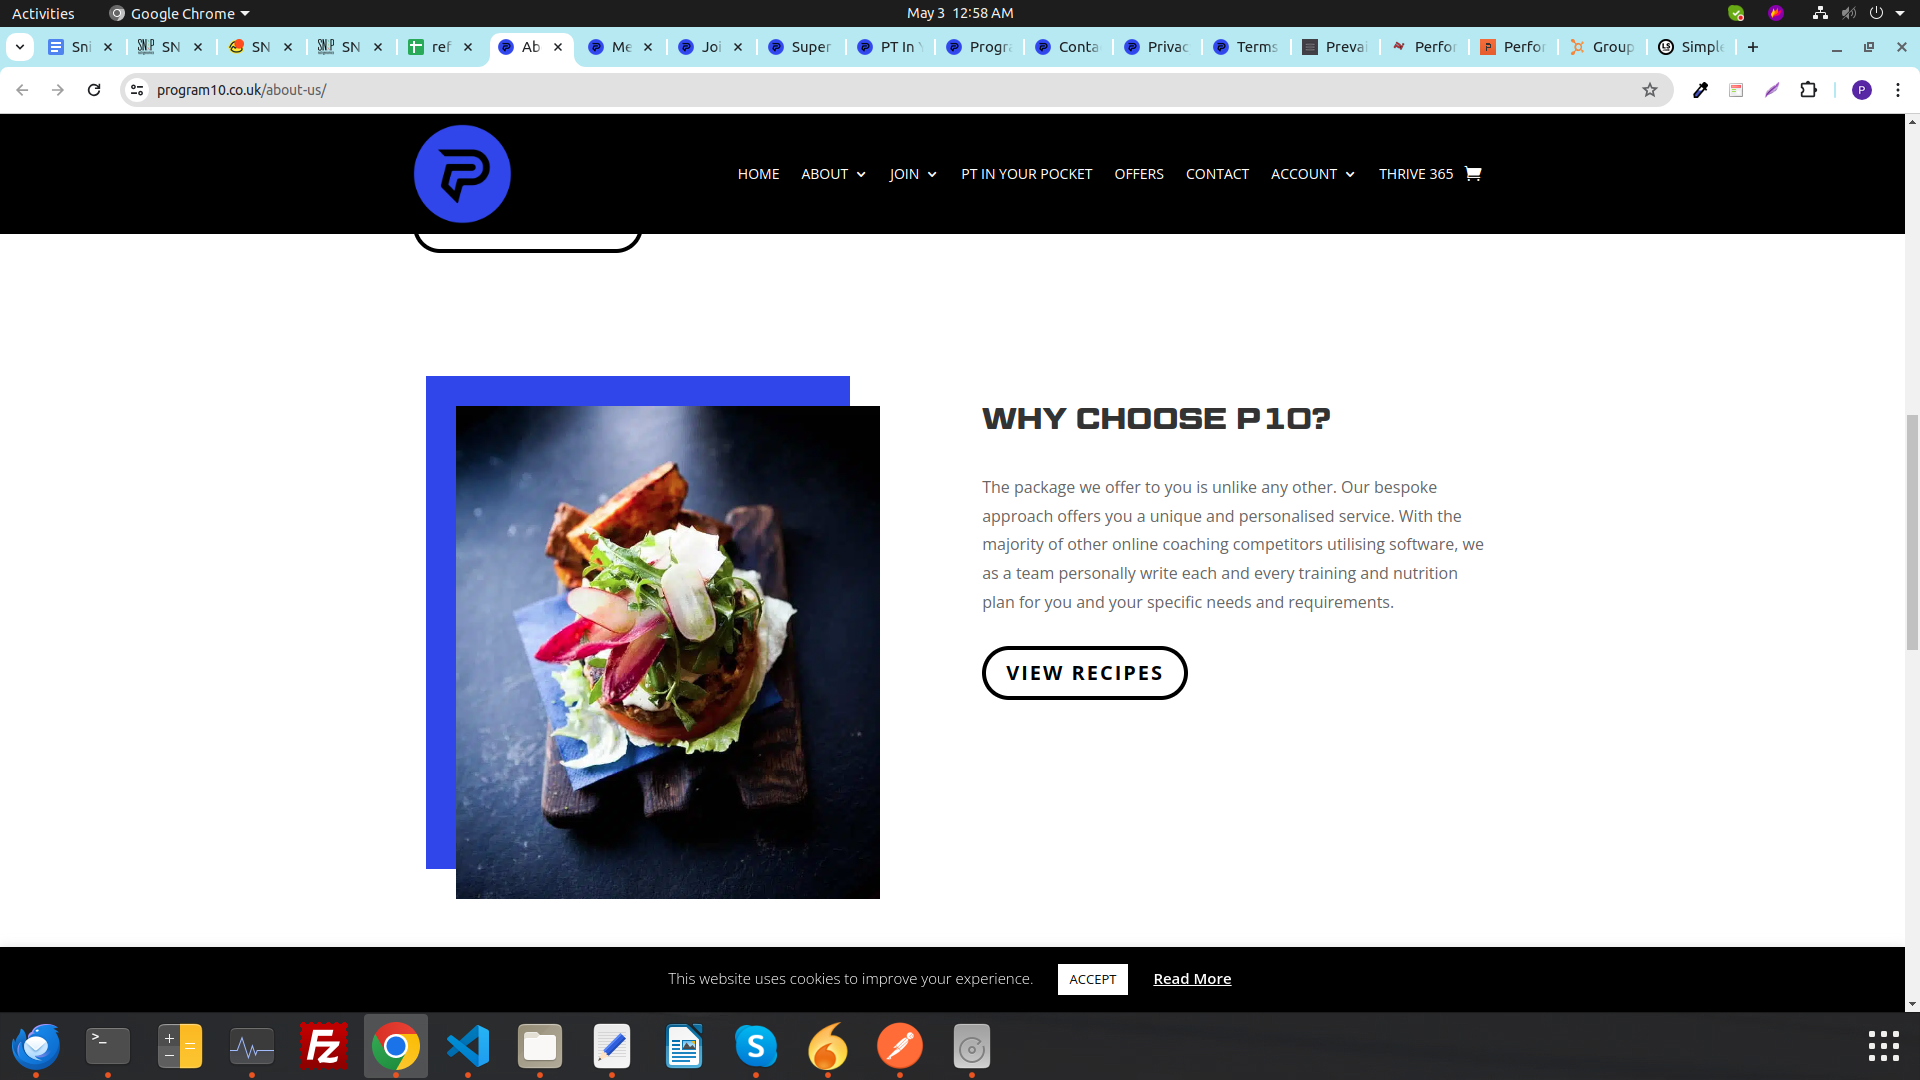 Activities
Google Chrome
May 3 12:58 AM
Sni
SN
SN
SN
ref
Ab
Me
Joi
Super
PT In
Progra
Conta
Privac
Terms
Prevai
Perfor
Perfor
Group
Simple
program10.co.uk/about-us/
P
HOME
ABOUT
JOIN
PT IN YOUR POCKET
OFFERS
CONTACT
ACCOUNT
THRIVE 365
WHY CHOOSE P10?
The package we offer to you is unlike any other. Our bespoke
approach offers you a unique and personalised service. With the
majority of other online coaching competitors utilising software, we
as a team personally write each and every training and nutrition
plan for you and your specific needs and requirements.
VIEW RECIPES
This website uses cookies to improve your experience.
ACCEPT
Read More